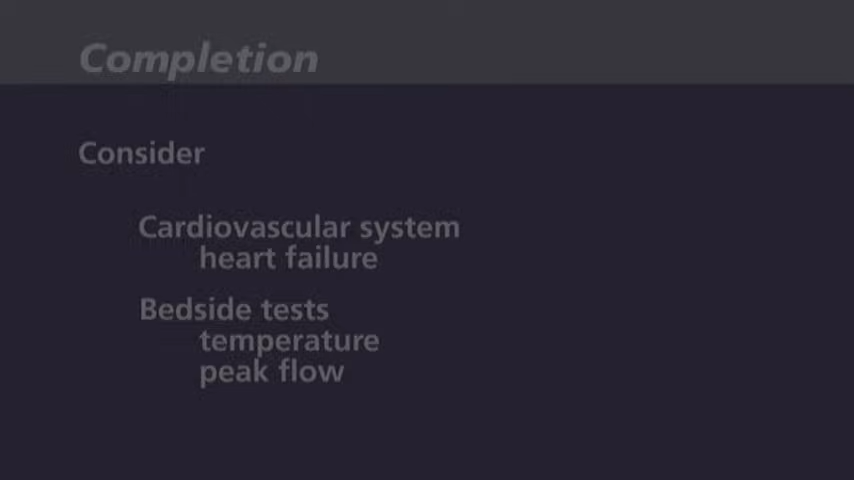 Completion
Consider
Cardiovascular system
heart failure
Bedside tests
temperature
peak flow